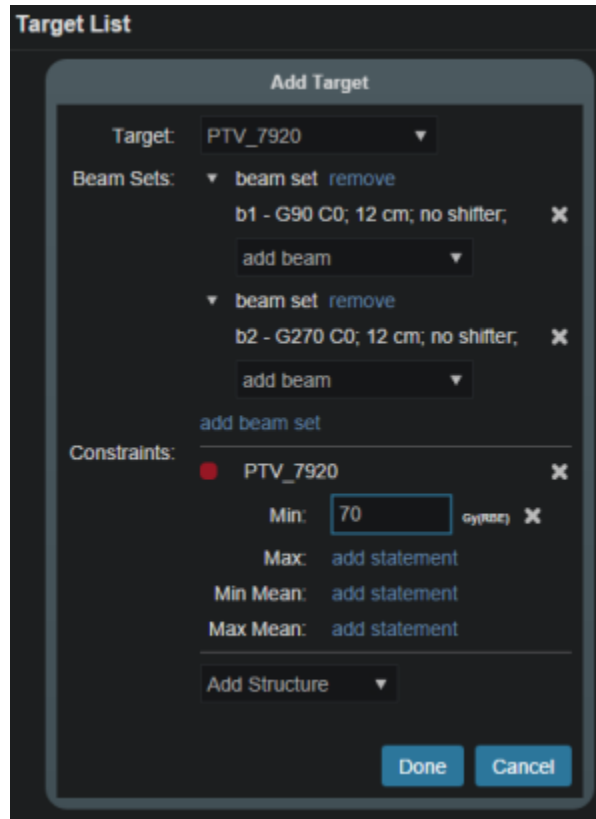 Target List
Add Target
Target: PTV_7920
Beam Sets: beam set remove
b1 - G90 C0; 12 cm; no shifter;
add beam
beam set remove
b2 - G270 C0; 12 cm; no shifter;
add beam
add beam set
Constraints:
PTV_7920
Min: 70 Gy(RBE)
Max: add statement
Min Mean: add statement
Max Mean: add statement
Add Structure
Done Cancel